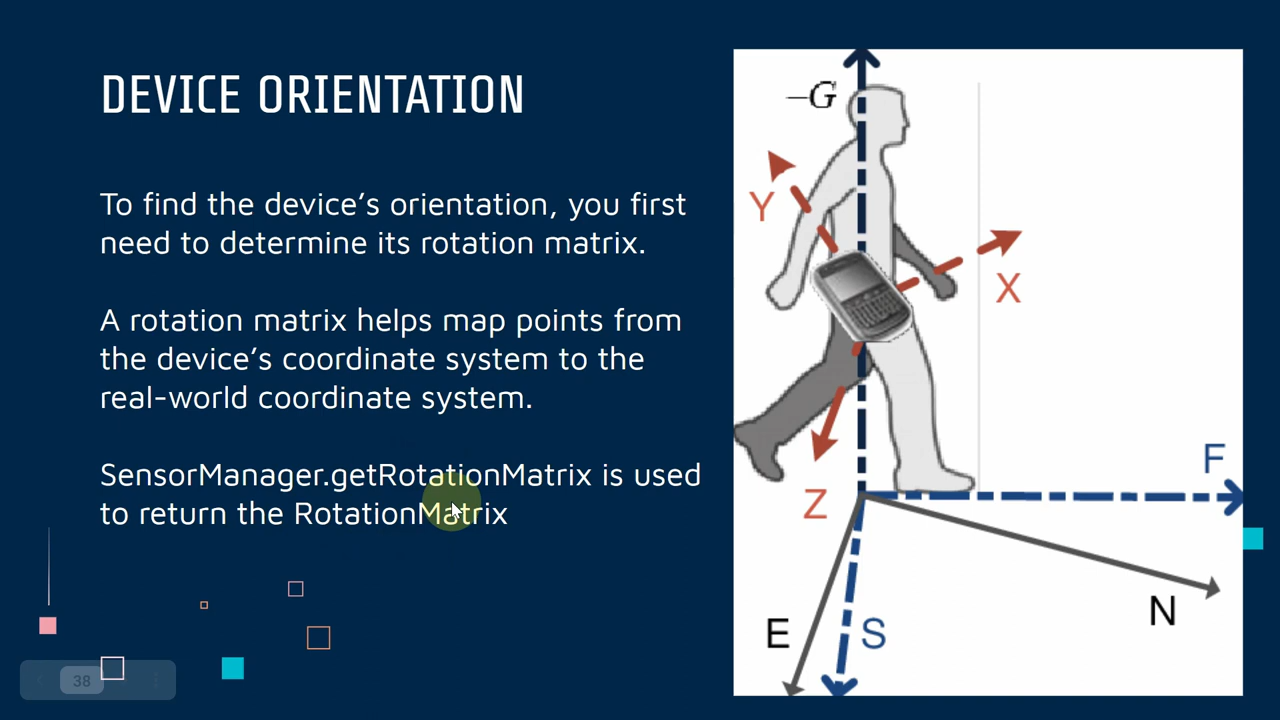 DEVICE ORIENTATION
To find the device’s orientation, you first
need to determine its rotation matrix.
A rotation matrix helps map points from
the device’s coordinate system to the
real-world coordinate system.
SensorManager.getRotationMatrix is used
to return the RotationMatrix
–G
Y
X
Z
F
N
E
S
38